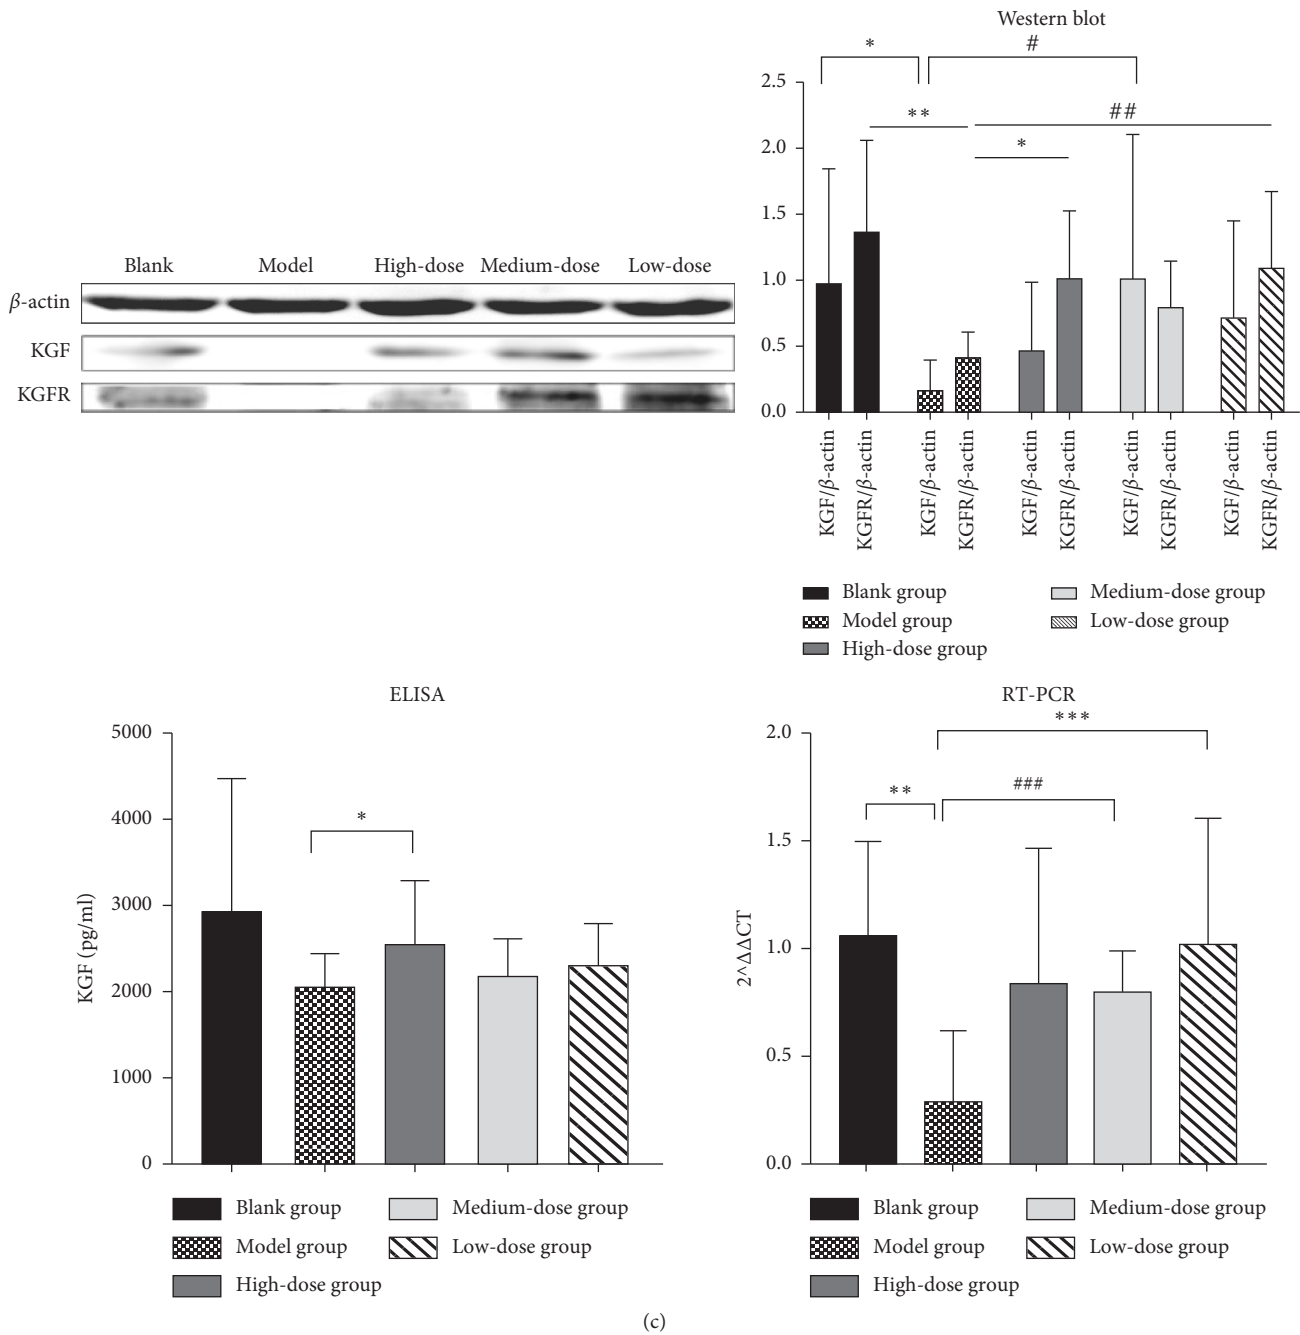 Western blot
* #
2.5
** ##
2.0
*
1.5
1.0
0.5
0.0
Blank Model High-dose Medium-dose Low-dose
β-actin
KGF
KGFR
KGF/β-actin
KGFR/β-actin
KGF/β-actin
KGFR/β-actin
KGF/β-actin
KGFR/β-actin
KGF/β-actin
KGFR/β-actin
KGF/β-actin
KGFR/β-actin
Blank group Medium-dose group
Model group Low-dose group
High-dose group
ELISA
5000
4000
*
3000
2000
1000
0
KGF (pg/ml)
Blank group Medium-dose group
Model group Low-dose group
High-dose group
RT-PCR
***
2.0
** ###
1.5
1.0
0.5
0.0
2^ΔΔCT
Blank group Medium-dose group
Model group Low-dose group
High-dose group
(c)